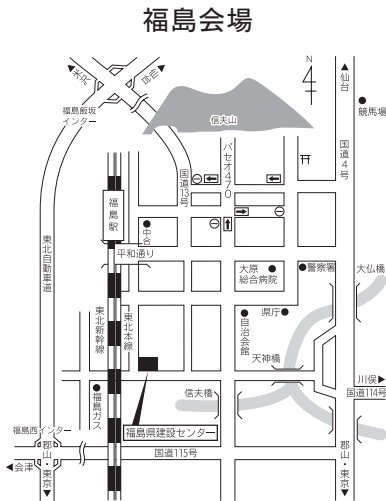 福島会場
N
米沢
仙台
仙台
競馬場
福島飯坂
インター
信夫山
国道13号
パセオ470
国道4号
福島駅
中合
平和通り
東北自動車道
大原
総合病院
警察署
大仏橋
東北新幹線
東北本線
自治会館
県庁
天神橋
福島ガス
信夫橋
川俣
国道114号
福島県建設センター
福島西インター
郡山・東京
会津
国道115号
郡山・東京